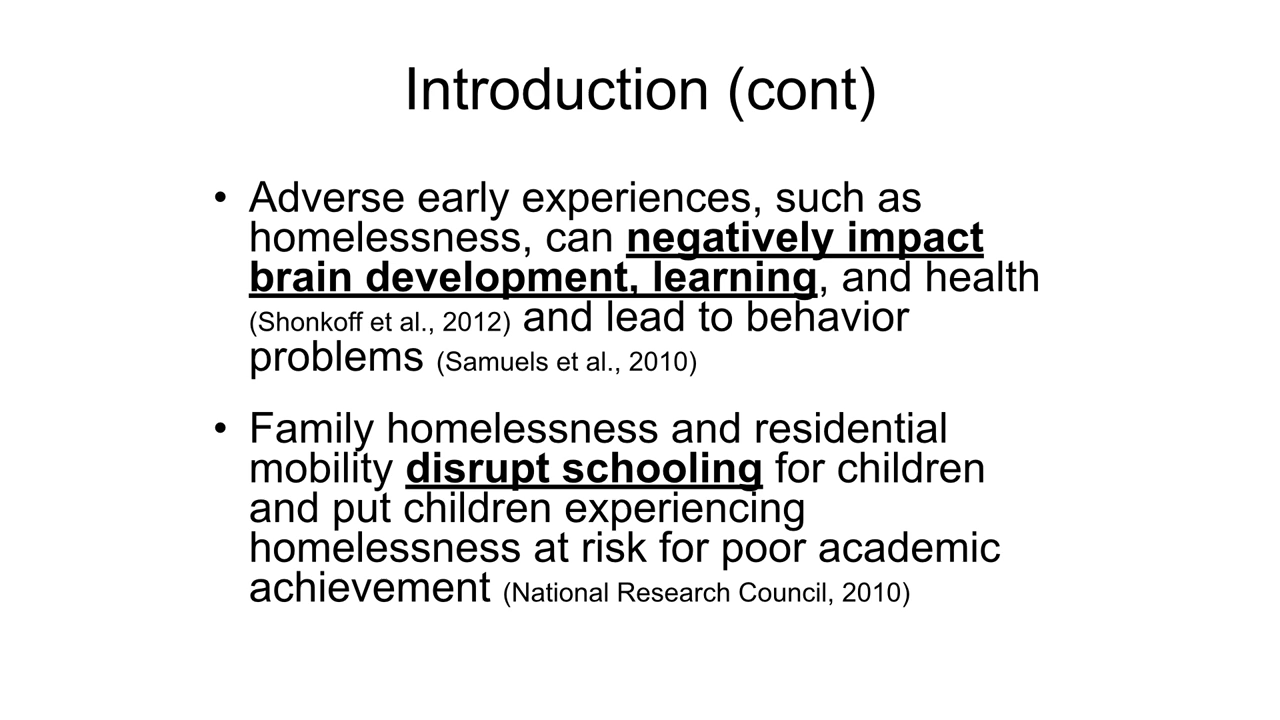 Introduction (cont)
• Adverse early experiences, such as
homelessness, can negatively impact
brain development, learning, and health
(Shonkoff et al., 2012) and lead to behavior
problems (Samuels et al., 2010)
• Family homelessness and residential
mobility disrupt schooling for children
and put children experiencing
homelessness at risk for poor academic
achievement (National Research Council, 2010)